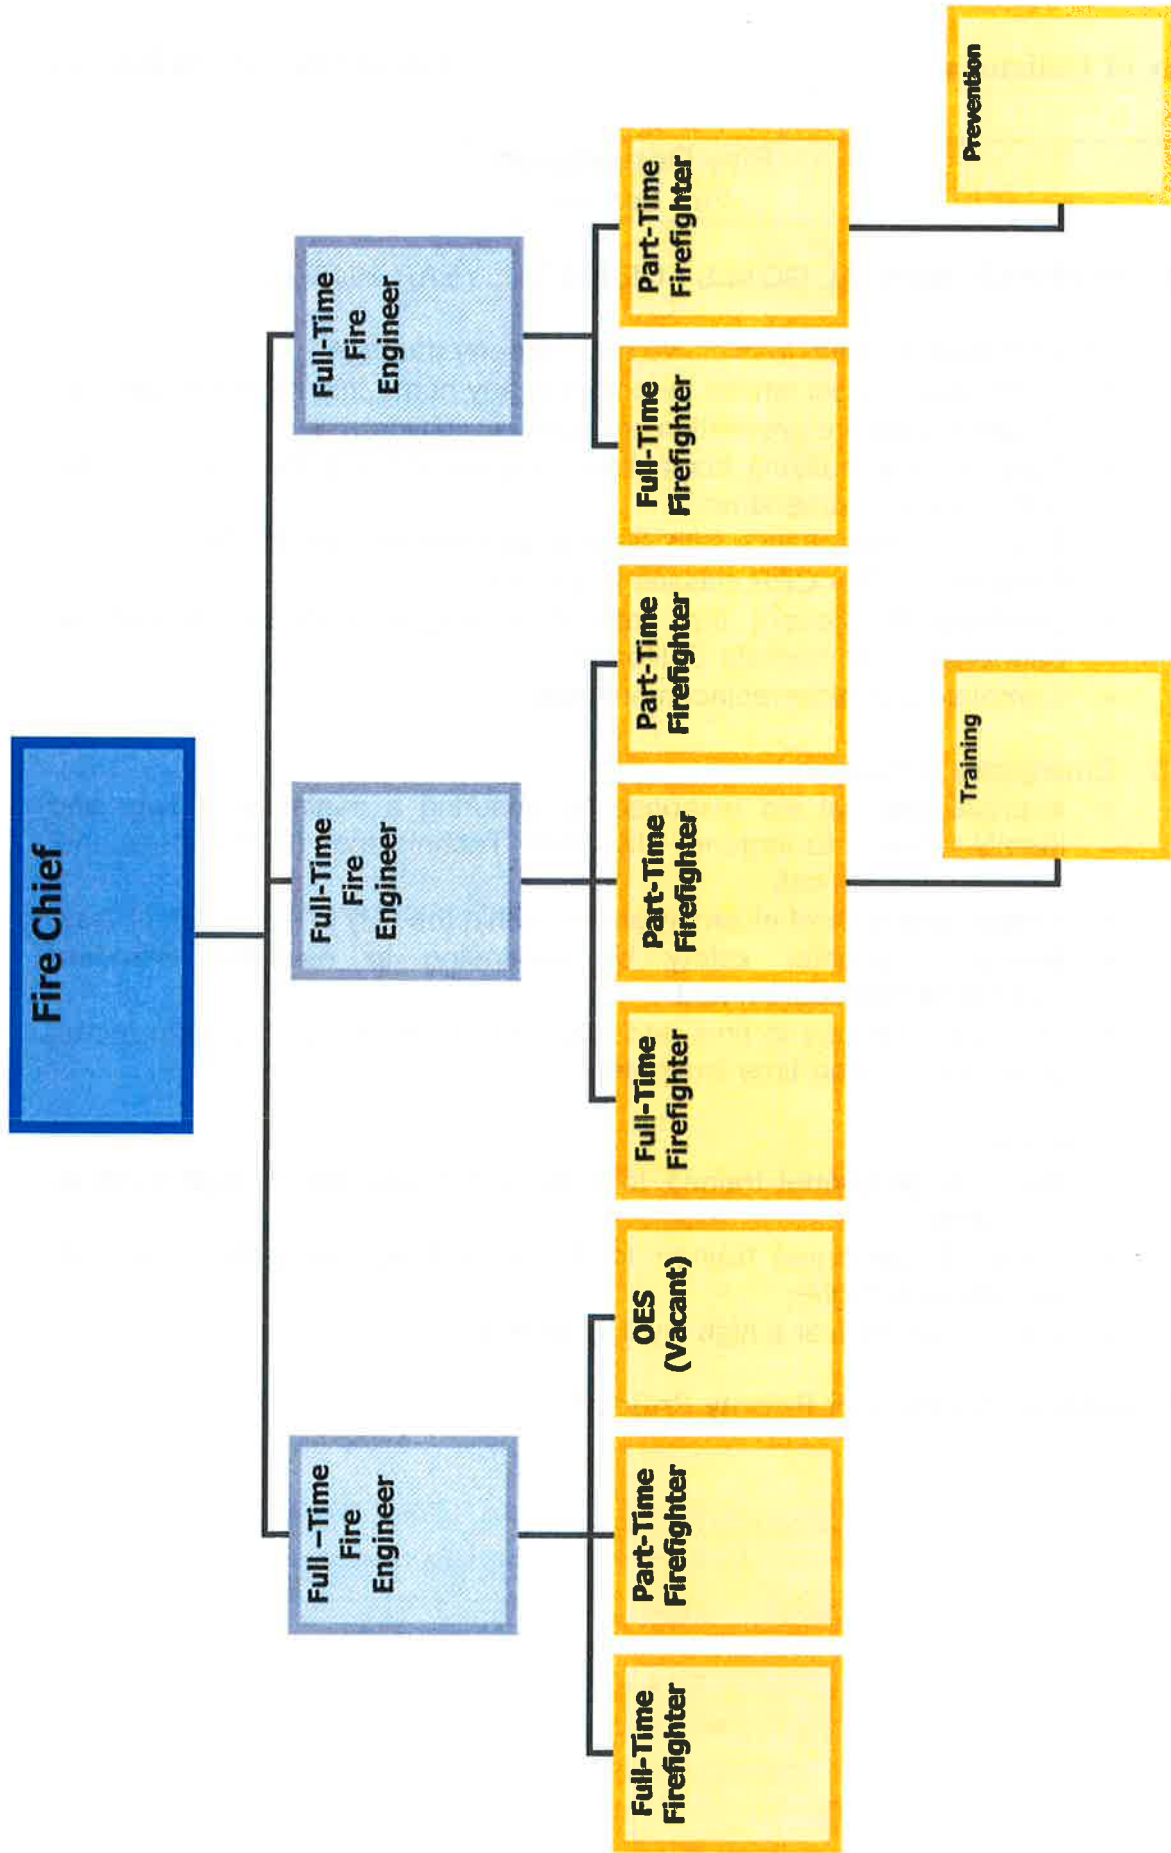 Fire Chief
Full –Time
Fire
Engineer
Full-Time
Fire
Engineer
Full-Time
Fire
Engineer
Full-Time
Firefighter
Part-Time
Firefighter
OES
(Vacant)
Full-Time
Firefighter
Part-Time
Firefighter
Part-Time
Firefighter
Full-Time
Firefighter
Part-Time
Firefighter
Training
Prevention